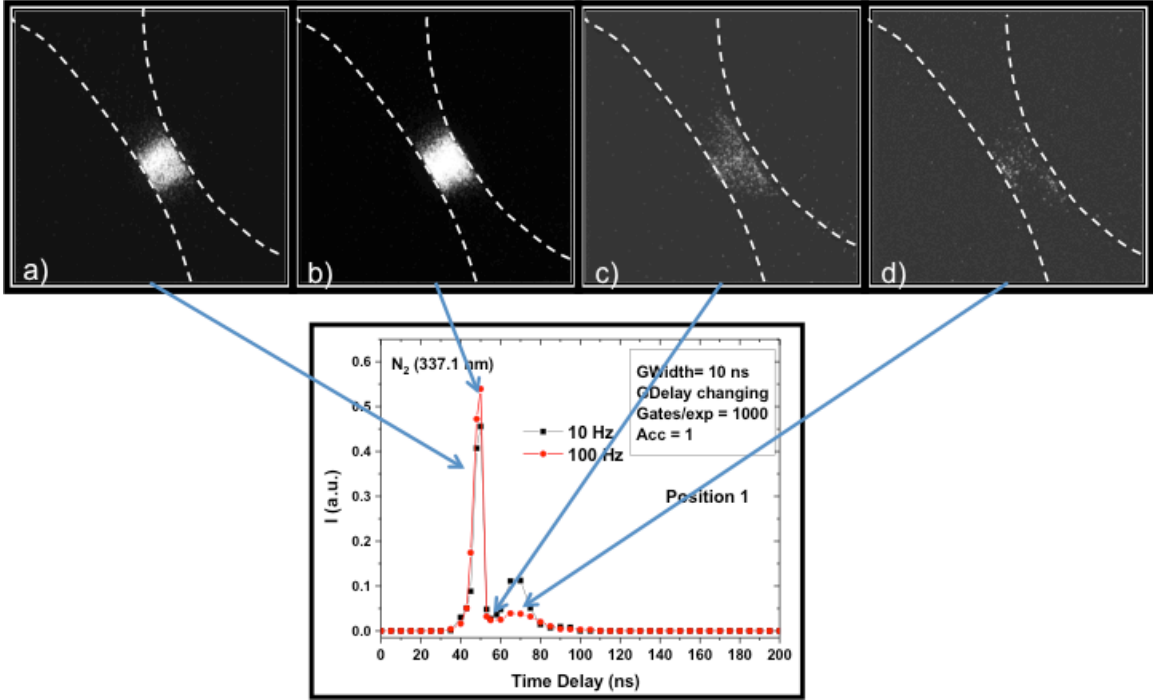 a)
b)
c)
d)
N₂ (337.1 nm)
GWidth= 10 ns
GDelay changing
Gates/exp = 1000
Acc = 1
10 Hz
100 Hz
Position 1
I (a.u.)
0.6
0.5
0.4
0.3
0.2
0.1
0.0
0 20 40 60 80 100 120 140 160 180 200
Time Delay (ns)